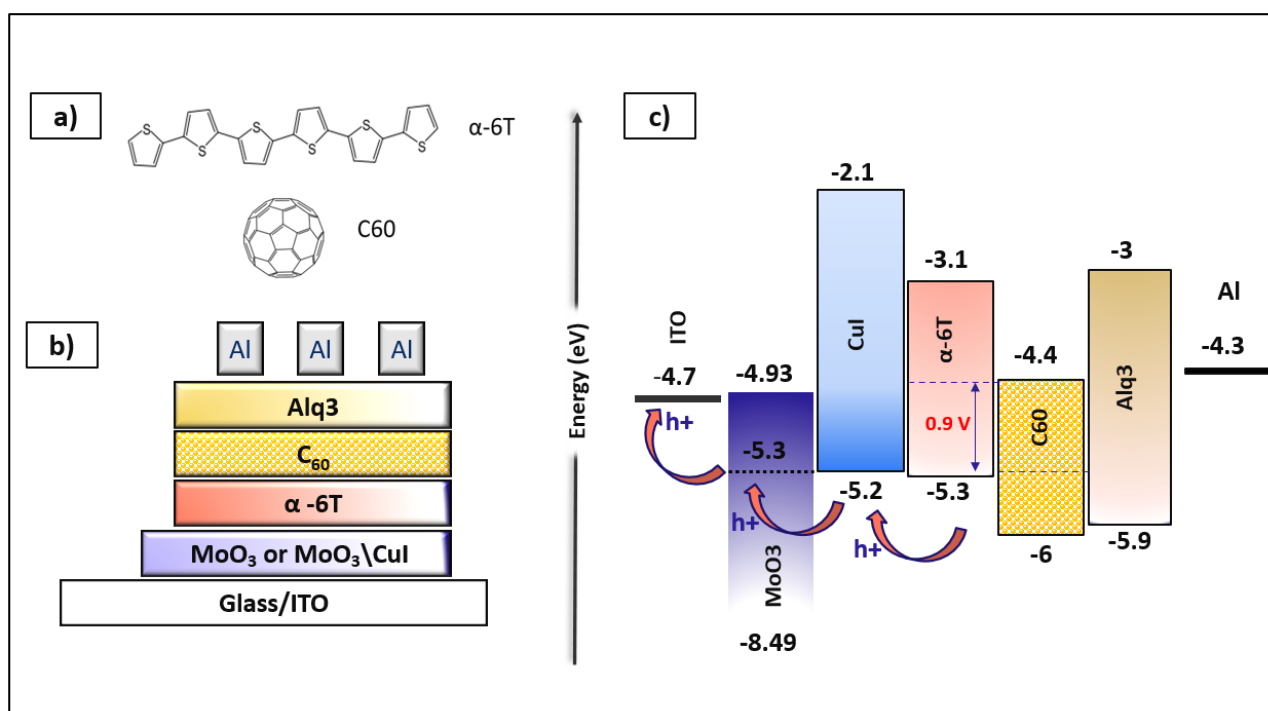 a)
S
S
S
S
S
S
α-6T
C60
b)
Al
Al
Al
Alq3
C₆₀
α -6T
MoO₃ or MoO₃\CuI
Glass/ITO
Energy (eV)
c)
ITO
-4.7
h+
-4.93
-5.3
h+
MoO3
-8.49
-2.1
CuI
-5.2
h+
-3.1
α-6T
0.9 V
-5.3
-4.4
C60
-6
-3
Alq3
-5.9
Al
-4.3